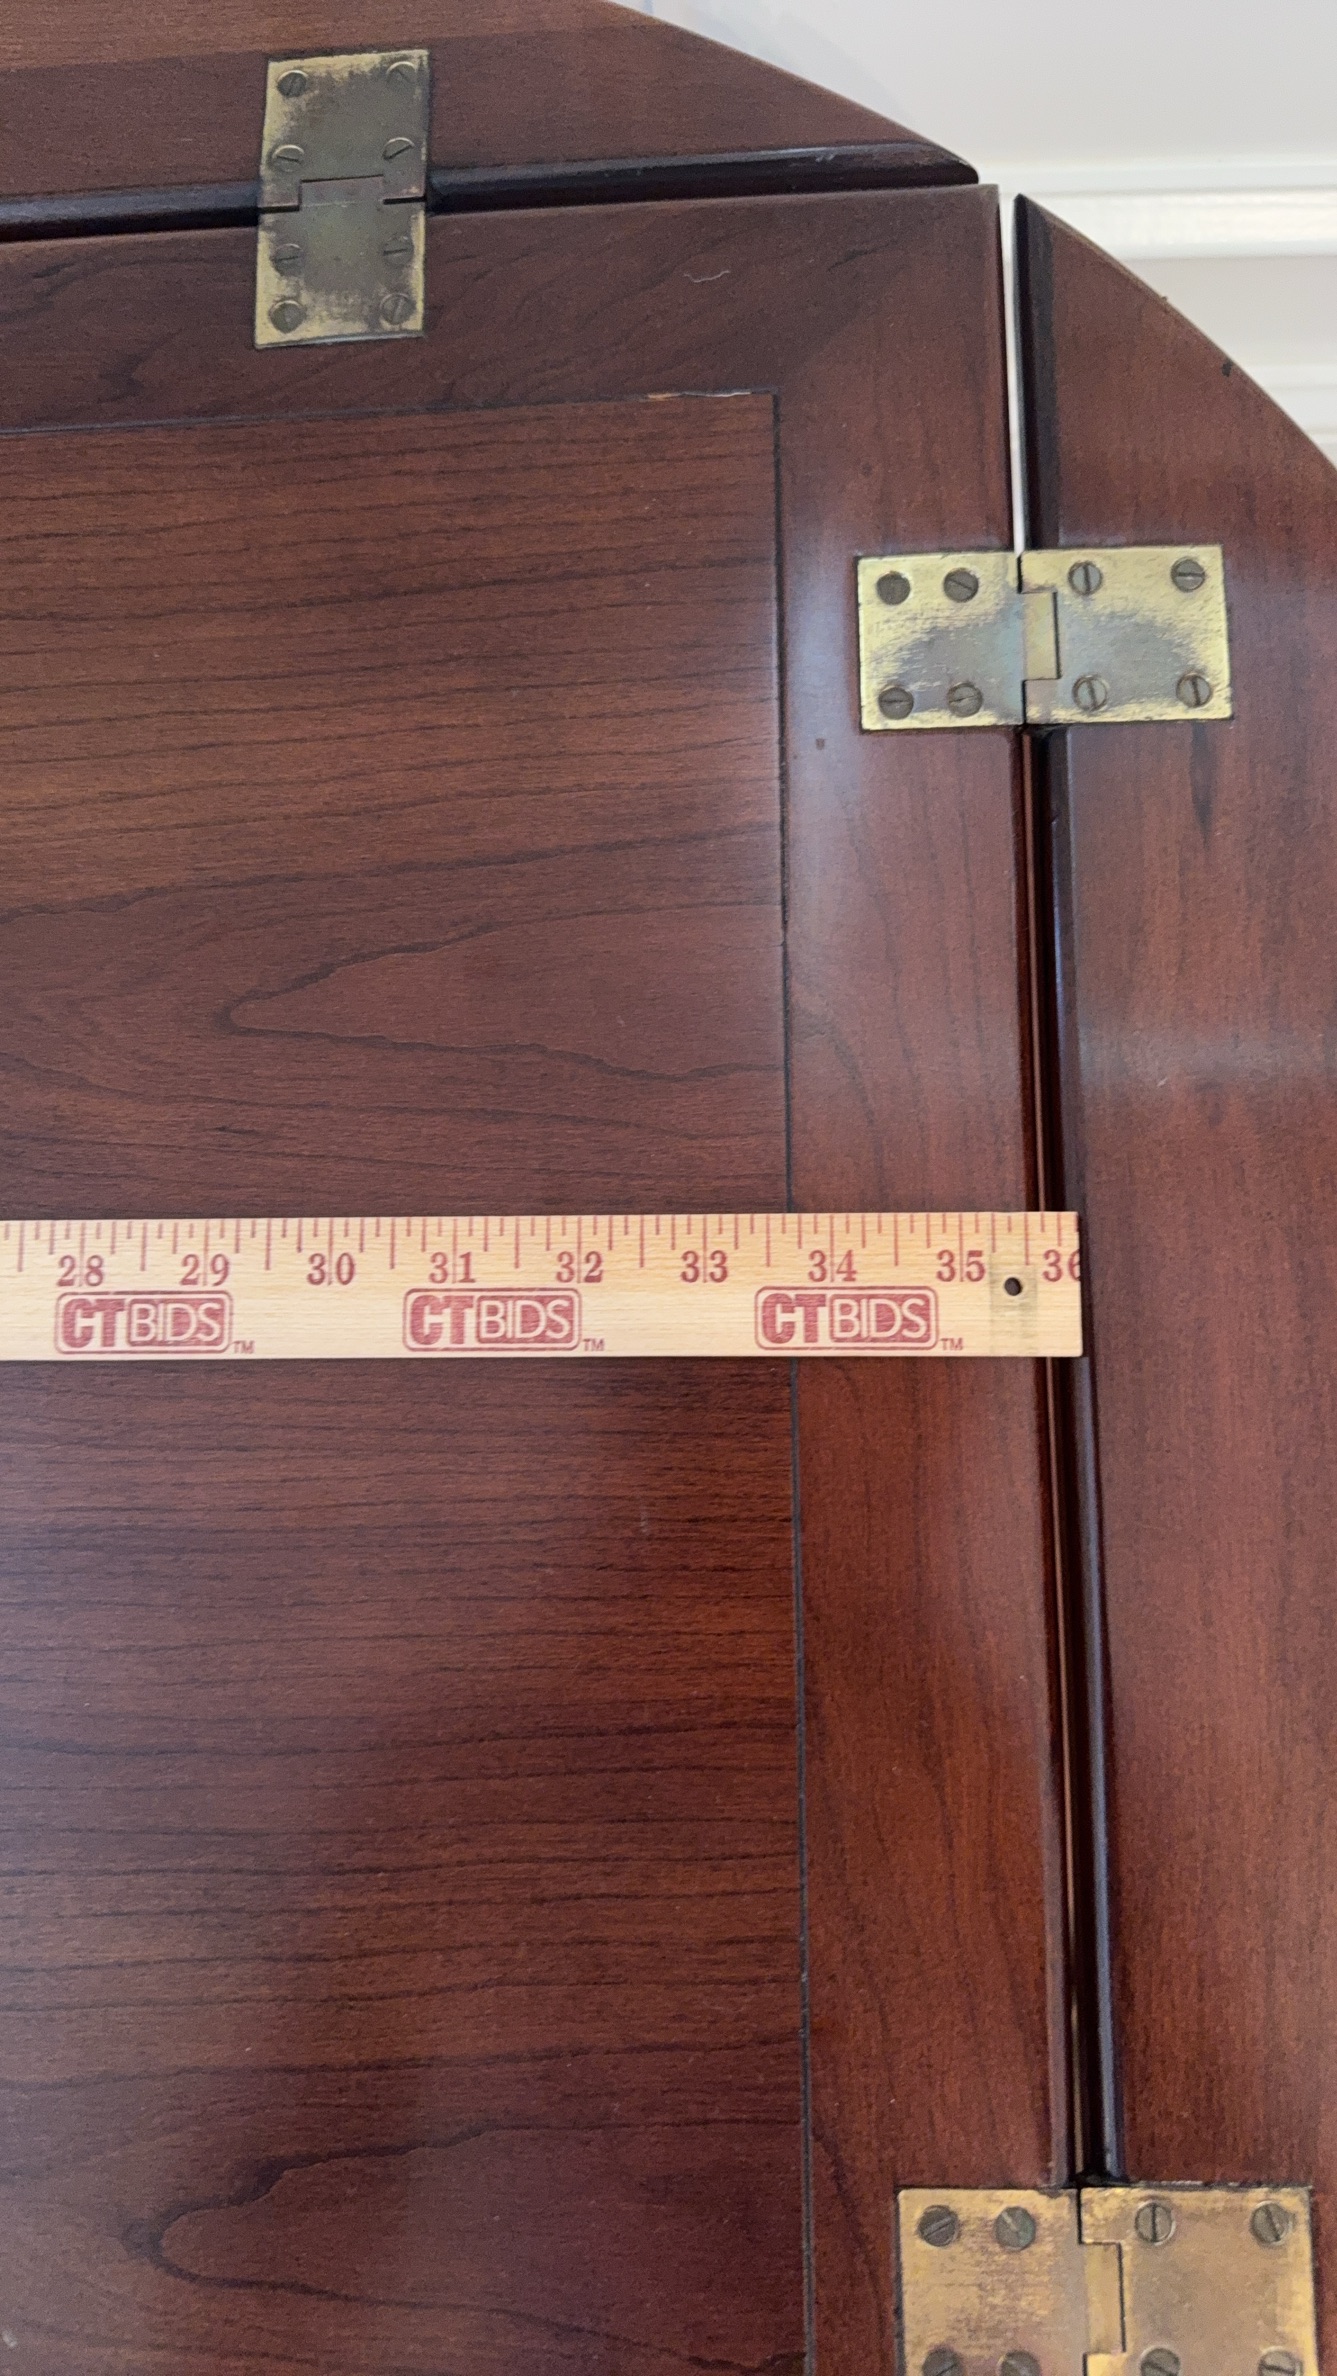 28 29 30 31 32 33 34 35 36
CTBIDS™ CTBIDS™ CTBIDS™